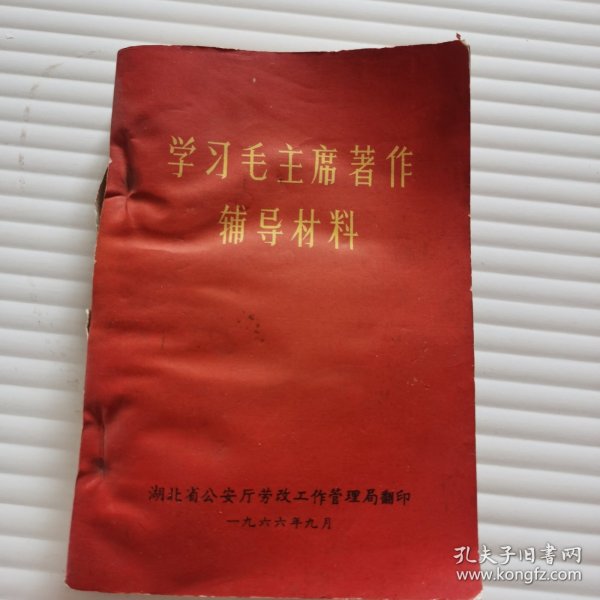 学习毛主席著作
辅导材料
湖北省公安厅劳改工作管理局翻印
一九六六年九月
孔夫子旧书网
www.kongfz.com